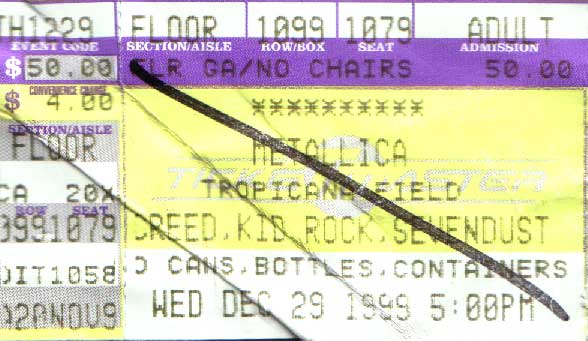 TH1229 FLOOR 1099 1079 ADULT
EVENT CODE SECTION/AISLE ROW/BOX SEAT ADMISSION
$ 50.00 FLR GA/NO CHAIRS 50.00
CONVENIENCE CHARGE
$ 4.00 **********
SECTION/AISLE
FLOOR METALLICA
TICKETMASTER
CA 20X TROPICANA FIELD
ROW SEAT
0991079 CREED,KID ROCK,SEVENDUST
DIT1058 O CANS,BOTTLES,CONTAINERS
020NOV9 WED DEC 29 1999 5:00PM